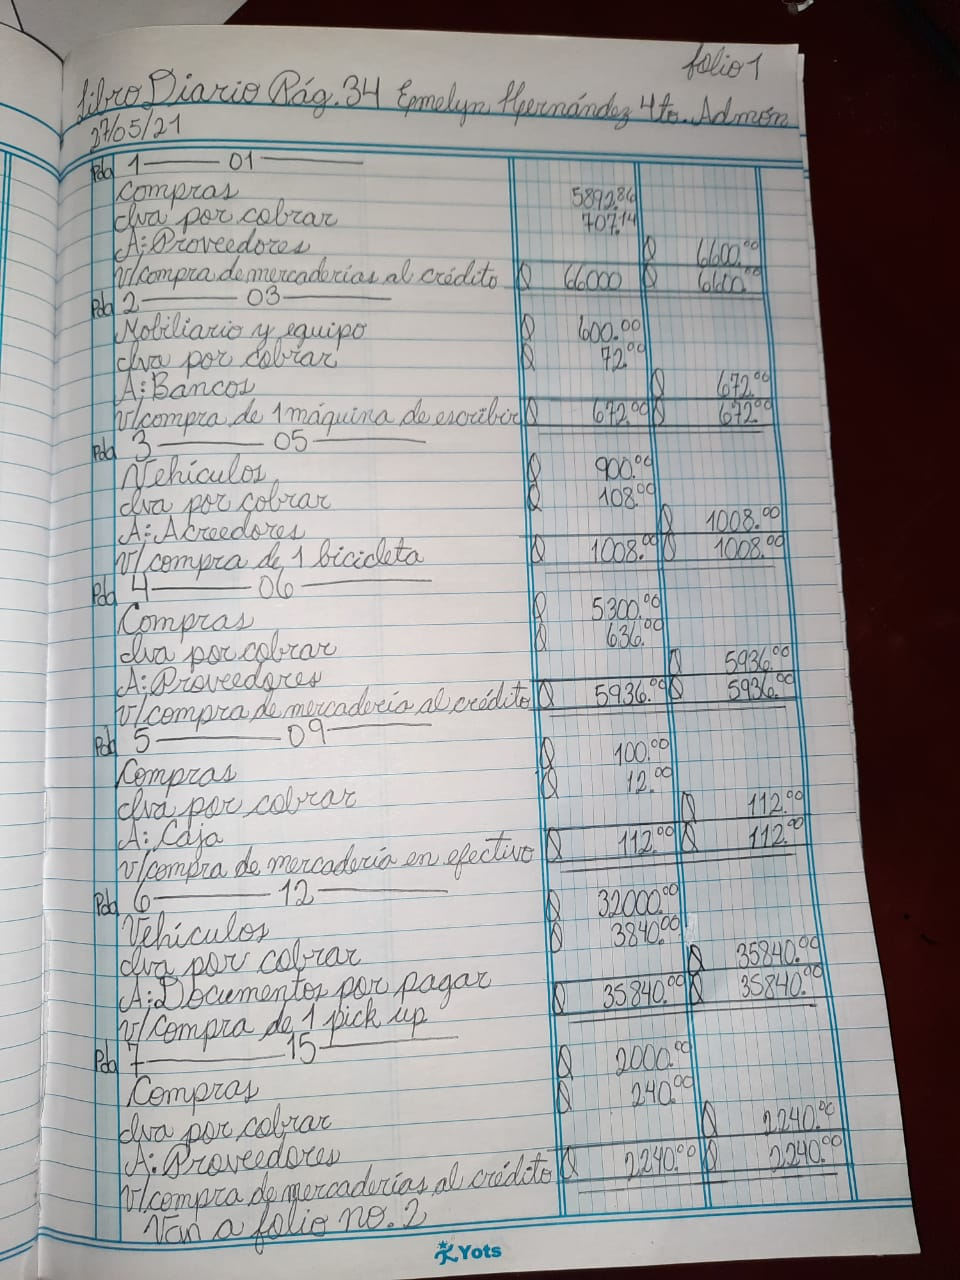 folio 1
Libro Diario Pág. 34 Epmelyn Hernández 4to. Admón
27/05/21
Pda 1 01
Compras 5892.86
Iva por cobrar 707.14
A: Proveedores Q 6600.00
V/compra de mercaderías al crédito Q 66000 Q 6600.00
Pda 2 03
Mobiliario y equipo Q 600.00
Iva por cobrar Q 72.00
A: Bancos Q 672.00
V/compra de 1 máquina de escribir Q 672.00 Q 672.00
Pda 3 05
Vehículos Q 900.00
Iva por cobrar Q 108.00
A: Acreedores Q 1008.00
V/compra de 1 bicicleta Q 1008.00 Q 1008.00
Pda 4 06
Compras Q 5300.00
Iva por cobrar Q 636.00
A: Proveedores Q 5936.00
V/compra de mercadería al crédito Q 5936.00 Q 5936.00
Pda 5 09
Compras Q 100.00
Iva por cobrar Q 12.00
A: Caja Q 112.00
V/compra de mercadería en efectivo Q 112.00 Q 112.00
Pda 6 12
Vehículos Q 32000.00
Iva por cobrar Q 3840.00
A: Documentos por pagar Q 35840.00
V/compra de 1 pick up Q 35840.00 Q 35840.00
Pda 7 15
Compras Q 2000.00
Iva por cobrar Q 240.00
A: Proveedores Q 2240.00
V/compra de mercaderías al crédito Q 2240.00 Q 2240.00
Van a folio no. 2
Yots